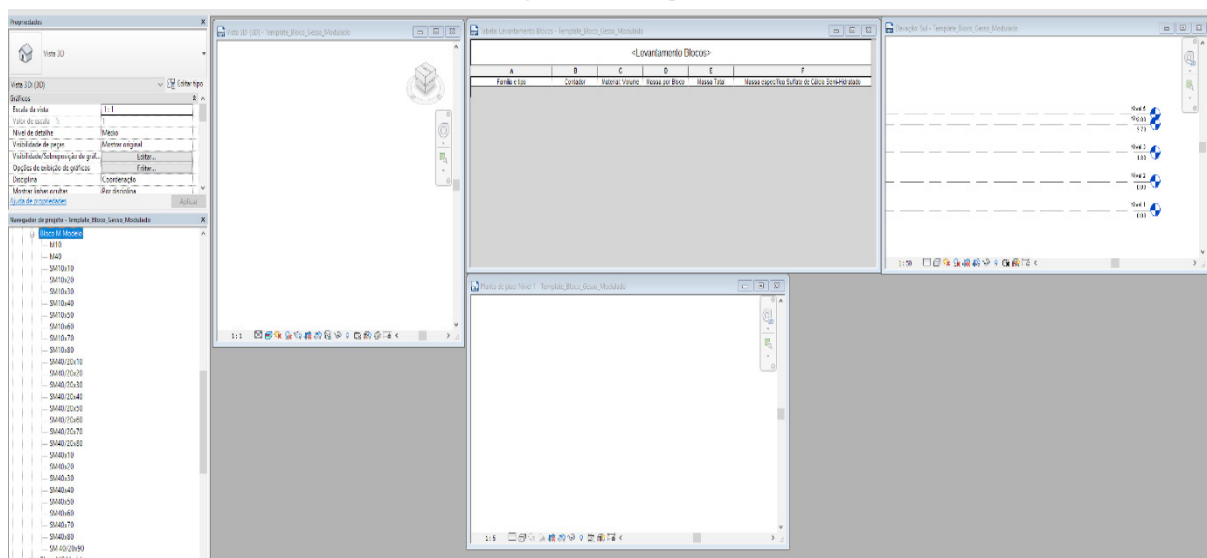 Propriedades
X
Vista 3D
Vista 3D: {3D}
Editar tipo
Gráficos
Escala da vista
1 : 1
Valor de escala 1:
1
Nível de detalhe
Médio
Visibilidade de peças
Mostrar original
Visibilidade/Sobreposição de gráf...
Editar...
Opções de exibição de gráficos
Editar...
Disciplina
Coordenação
Mostrar linhas ocultas
Por disciplina
Ajuda de propriedades
Aplicar
Navegador de projeto - Template_Bloco_Gesso_Modulado
X
Bloco M Modelo
M10
M40
SM10x10
SM10x20
SM10x30
SM10x40
SM10x50
SM10x60
SM10x70
SM10x80
SM40/20x10
SM40/20x20
SM40/20x30
SM40/20x40
SM40/20x50
SM40/20x60
SM40/20x70
SM40/20x80
SM40x10
SM40x20
SM40x30
SM40x40
SM40x50
SM40x60
SM40x70
SM40x80
SM 40/20x90
Vista 3D: {3D} - Template_Bloco_Gesso_Modulado
1:1
Tabela: Levantamento Blocos - Template_Bloco_Gesso_Modulado
<Levantamento Blocos>
A B C D E F
Família e tipo Contador Material: Volume Massa por Bloco Massa Total Massa específica Sulfato de Cálcio Semi-Hidratado
Planta de piso: Nível 1 - Template_Bloco_Gesso_Modulado
1:5
Elevação: Sul - Template_Bloco_Gesso_Modulado
Nível 3
Nível 2
Nível 1
0.00
1:50